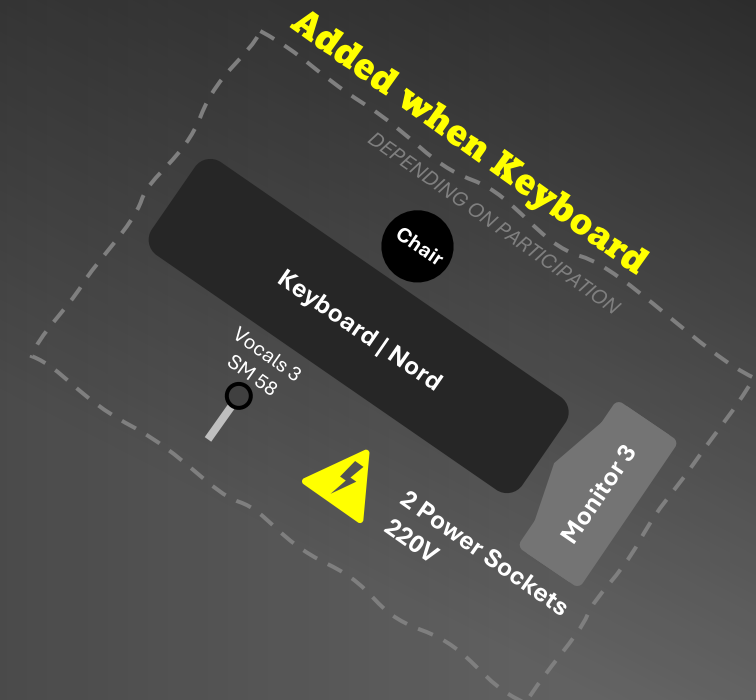 Added when Keyboard
DEPENDING ON PARTICIPATION
Chair
Keyboard | Nord
Vocals 3
SM 58
Monitor 3
2 Power Sockets
220V